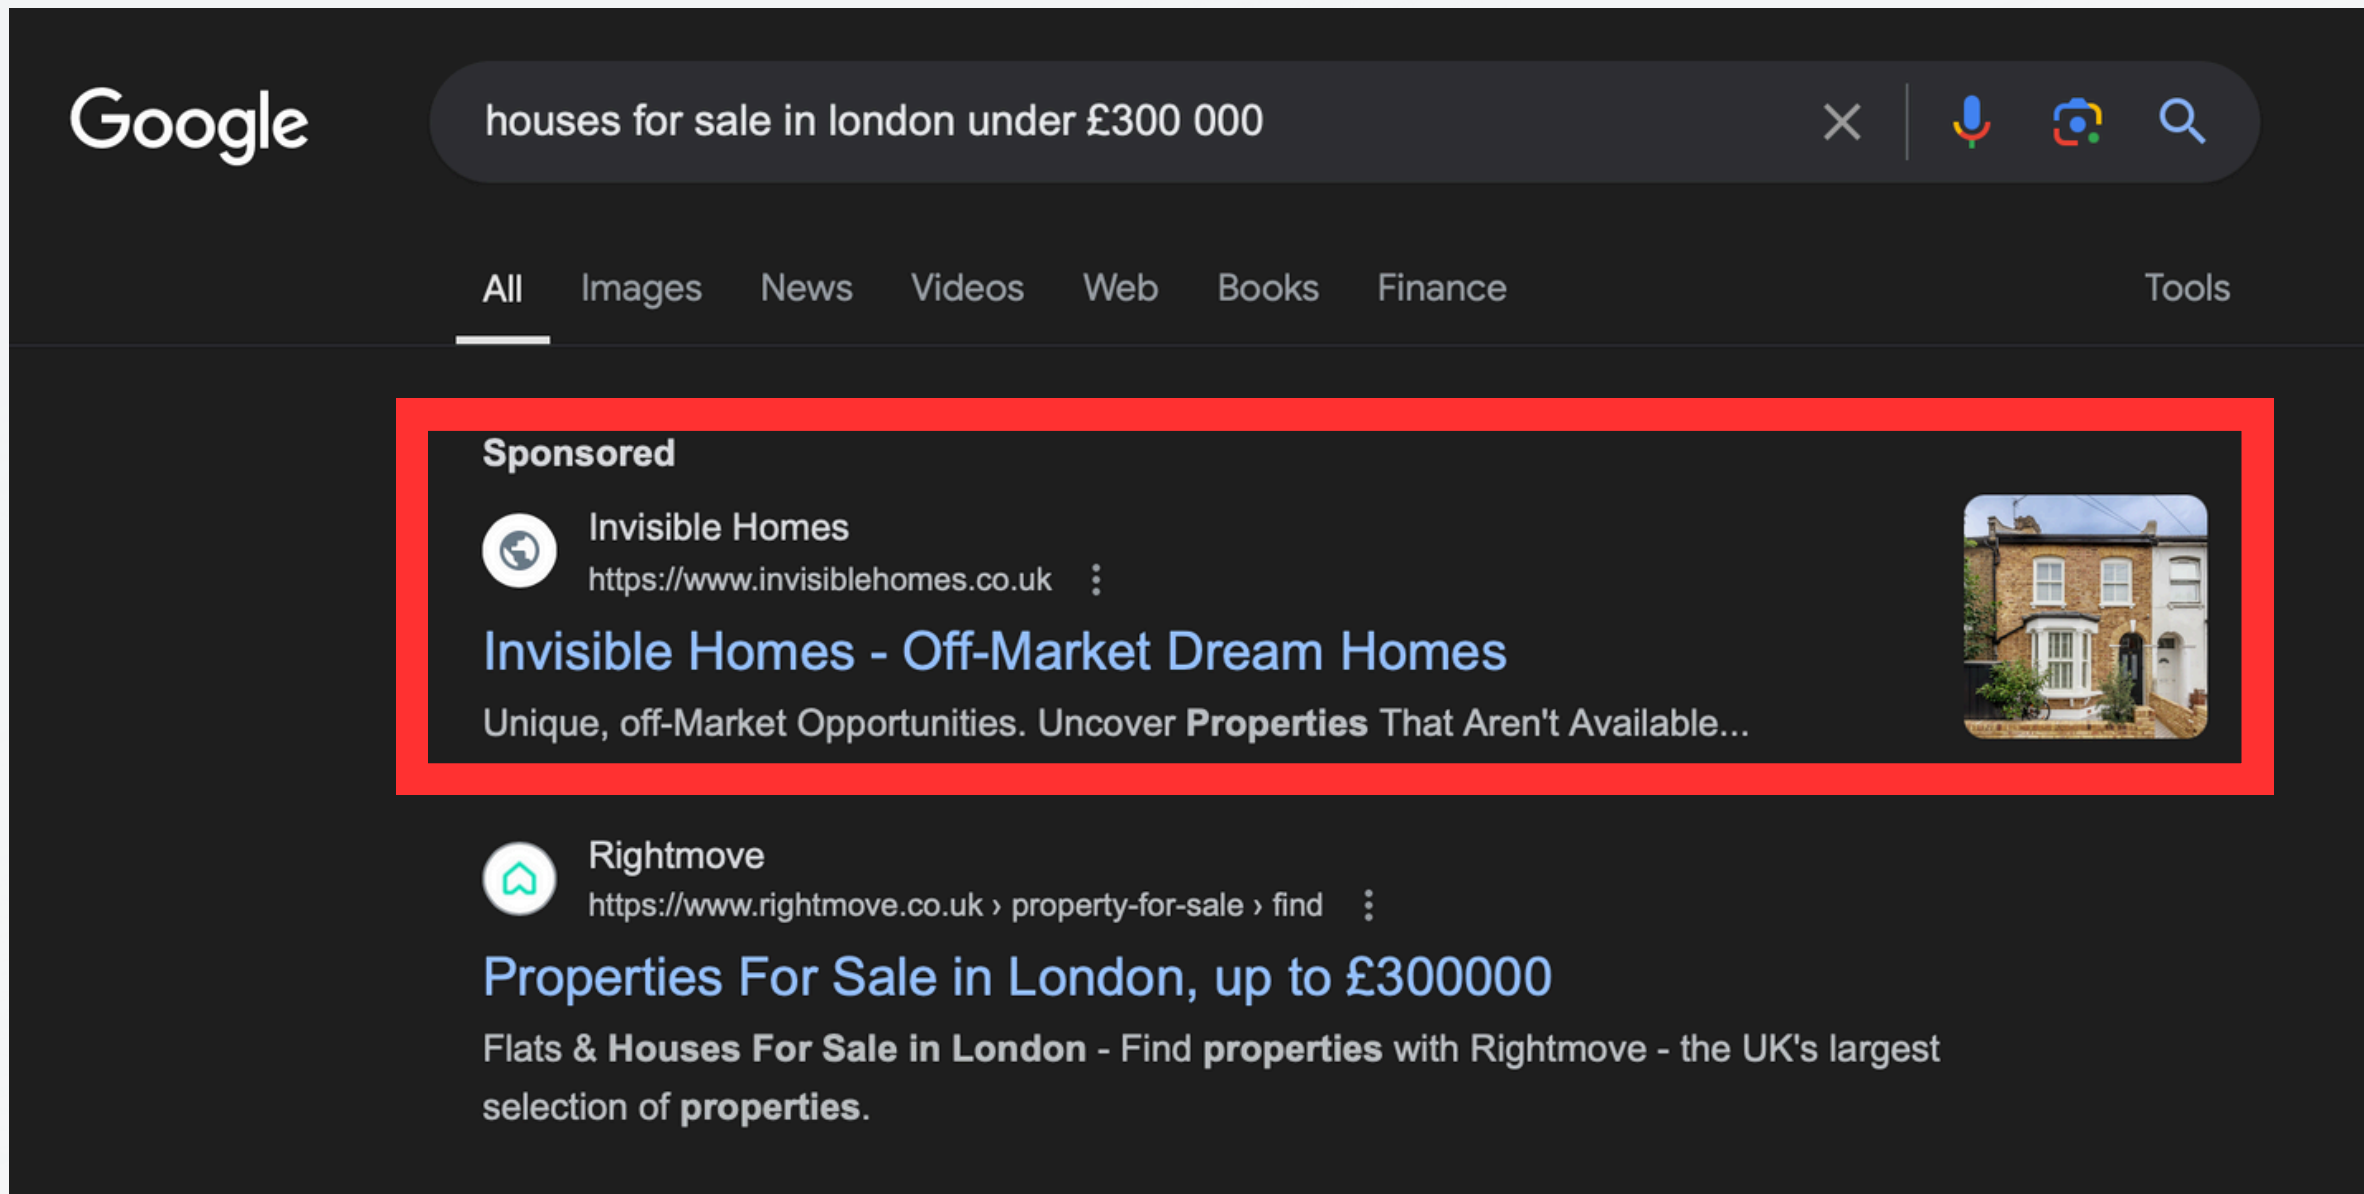 Google
houses for sale in london under £300 000
All Images News Videos Web Books Finance Tools
Sponsored
Invisible Homes
https://www.invisiblehomes.co.uk
Invisible Homes - Off-Market Dream Homes
Unique, off-Market Opportunities. Uncover Properties That Aren't Available...
Rightmove
https://www.rightmove.co.uk › property-for-sale › find
Properties For Sale in London, up to £300000
Flats & Houses For Sale in London - Find properties with Rightmove - the UK's largest
selection of properties.